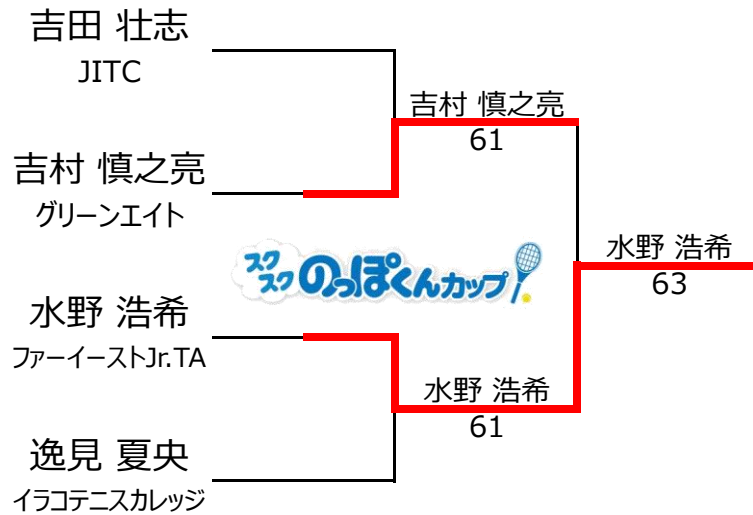 吉田 壮志
JITC
吉村 慎之亮
61
吉村 慎之亮
グリーンエイト
スクスク のっぽくんカップ
水野 浩希
63
水野 浩希
ファーイーストJr.TA
水野 浩希
61
逸見 夏央
イラコテニスカレッジ